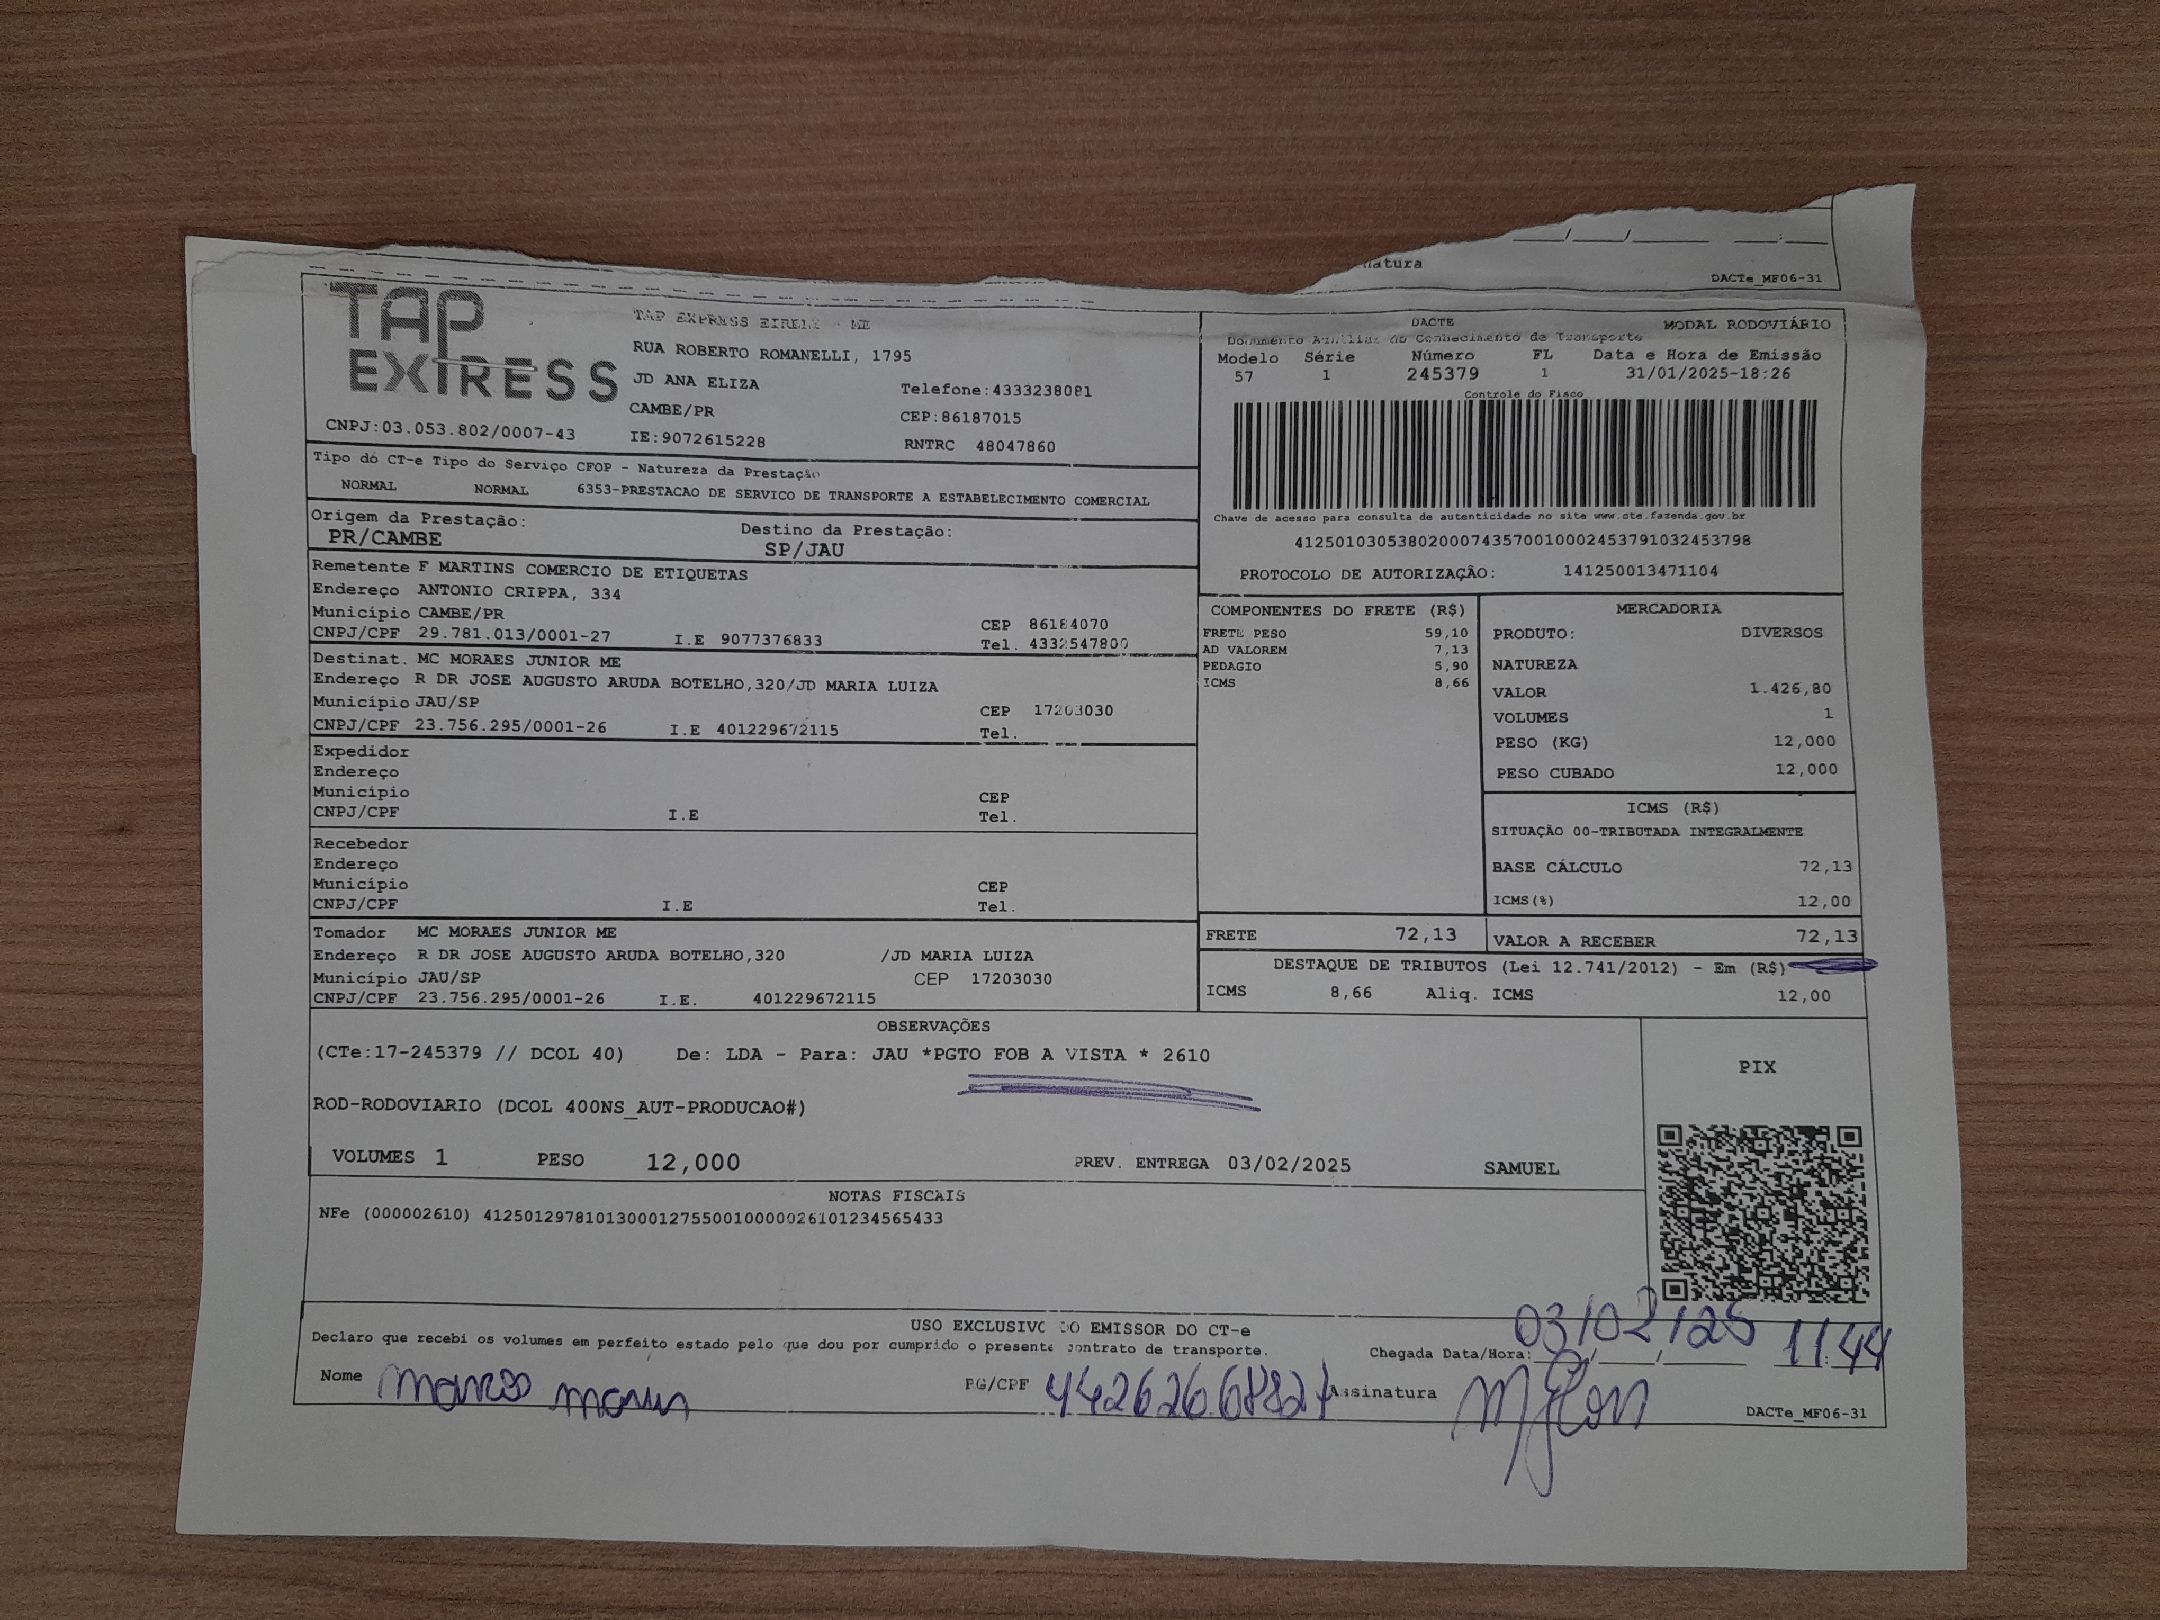 natura
DACTe_MF06-31
TAP
EXPRESS
TAP EXPRESS EIRELI - ME
RUA ROBERTO ROMANELLI, 1795
JD ANA ELIZA
Telefone:4333238081
CAMBE/PR
CEP:86187015
CNPJ:03.053.802/0007-43
IE:9072615228
RNTRC 48047860
DACTE
MODAL RODOVIÁRIO
Documento Auxiliar do Conhecimento de Transporte
Modelo Série Número FL Data e Hora de Emissão
57 1 245379 1 31/01/2025-18:26
Controle do Fisco
Chave de acesso para consulta de autenticidade no site www.cte.fazenda.gov.br
41250103053802000743570010002453791032453798
PROTOCOLO DE AUTORIZAÇÃO: 141250013471104
Tipo do CT-e Tipo do Serviço CFOP - Natureza da Prestação
NORMAL NORMAL 6353-PRESTACAO DE SERVICO DE TRANSPORTE A ESTABELECIMENTO COMERCIAL
Origem da Prestação: Destino da Prestação:
PR/CAMBE SP/JAU
Remetente F MARTINS COMERCIO DE ETIQUETAS
Endereço ANTONIO CRIPPA, 334
Município CAMBE/PR CEP 86184070
CNPJ/CPF 29.781.013/0001-27 I.E 9077376833 Tel. 4332547800
Destinat. MC MORAES JUNIOR ME
Endereço R DR JOSE AUGUSTO ARUDA BOTELHO,320/JD MARIA LUIZA
Município JAU/SP CEP 17203030
CNPJ/CPF 23.756.295/0001-26 I.E 401229672115 Tel.
Expedidor
Endereço
Município CEP
CNPJ/CPF I.E Tel.
Recebedor
Endereço
Município CEP
CNPJ/CPF I.E Tel.
Tomador MC MORAES JUNIOR ME
Endereço R DR JOSE AUGUSTO ARUDA BOTELHO,320 /JD MARIA LUIZA
Município JAU/SP CEP 17203030
CNPJ/CPF 23.756.295/0001-26 I.E. 401229672115
COMPONENTES DO FRETE (R$)
FRETE PESO 59,10
AD VALOREM 7,13
PEDAGIO 5,90
ICMS 8,66
MERCADORIA
PRODUTO: DIVERSOS
NATUREZA
VALOR 1.426,80
VOLUMES 1
PESO (KG) 12,000
PESO CUBADO 12,000
ICMS (R$)
SITUAÇÃO 00-TRIBUTADA INTEGRALMENTE
BASE CÁLCULO 72,13
ICMS(%) 12,00
FRETE 72,13 VALOR A RECEBER 72,13
DESTAQUE DE TRIBUTOS (Lei 12.741/2012) - Em (R$)
ICMS 8,66 Aliq. ICMS 12,00
OBSERVAÇÕES
(CTe:17-245379 // DCOL 40) De: LDA - Para: JAU *PGTO FOB A VISTA * 2610
ROD-RODOVIARIO (DCOL 400NS_AUT-PRODUCAO#)
PIX
VOLUMES 1 PESO 12,000 PREV. ENTREGA 03/02/2025 SAMUEL
NOTAS FISCAIS
NFe (000002610) 41250129781013000127550010000026101234565433
USO EXCLUSIVO DO EMISSOR DO CT-e
Declaro que recebi os volumes em perfeito estado pelo que dou por cumprido o presente contrato de transporte.
Chegada Data/Hora: 03/02/25 11:44
Nome RG/CPF Assinatura
DACTe_MF06-31